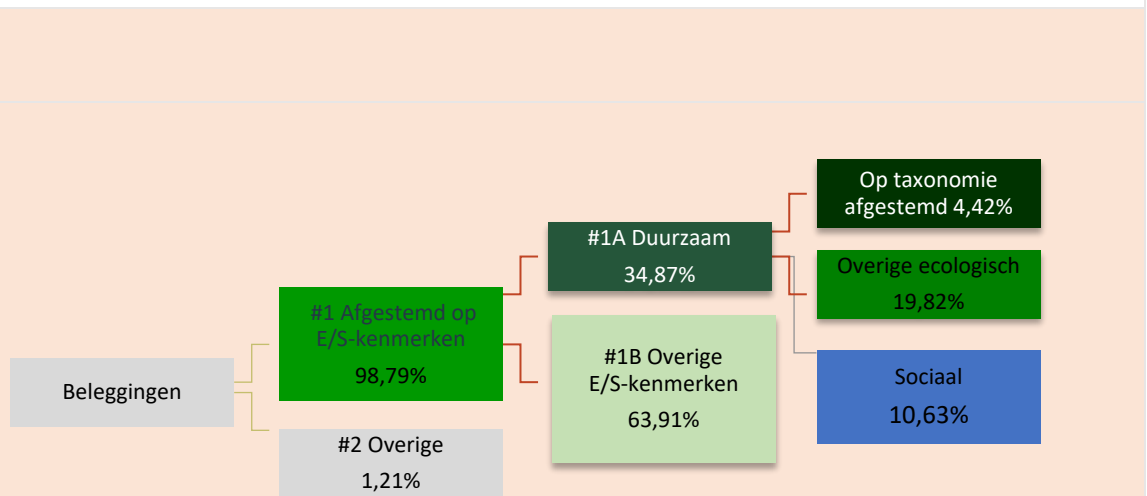 Beleggingen
#1 Afgestemd op
E/S-kenmerken
98,79%
#2 Overige
1,21%
#1A Duurzaam
34,87%
#1B Overige
E/S-kenmerken
63,91%
Op taxonomie
afgestemd 4,42%
Overige ecologisch
19,82%
Sociaal
10,63%